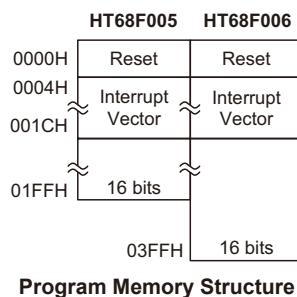 HT68F005 HT68F006
0000H Reset Reset
0004H
Interrupt Vector Interrupt Vector
001CH
01FFH 16 bits
03FFH 16 bits
Program Memory Structure